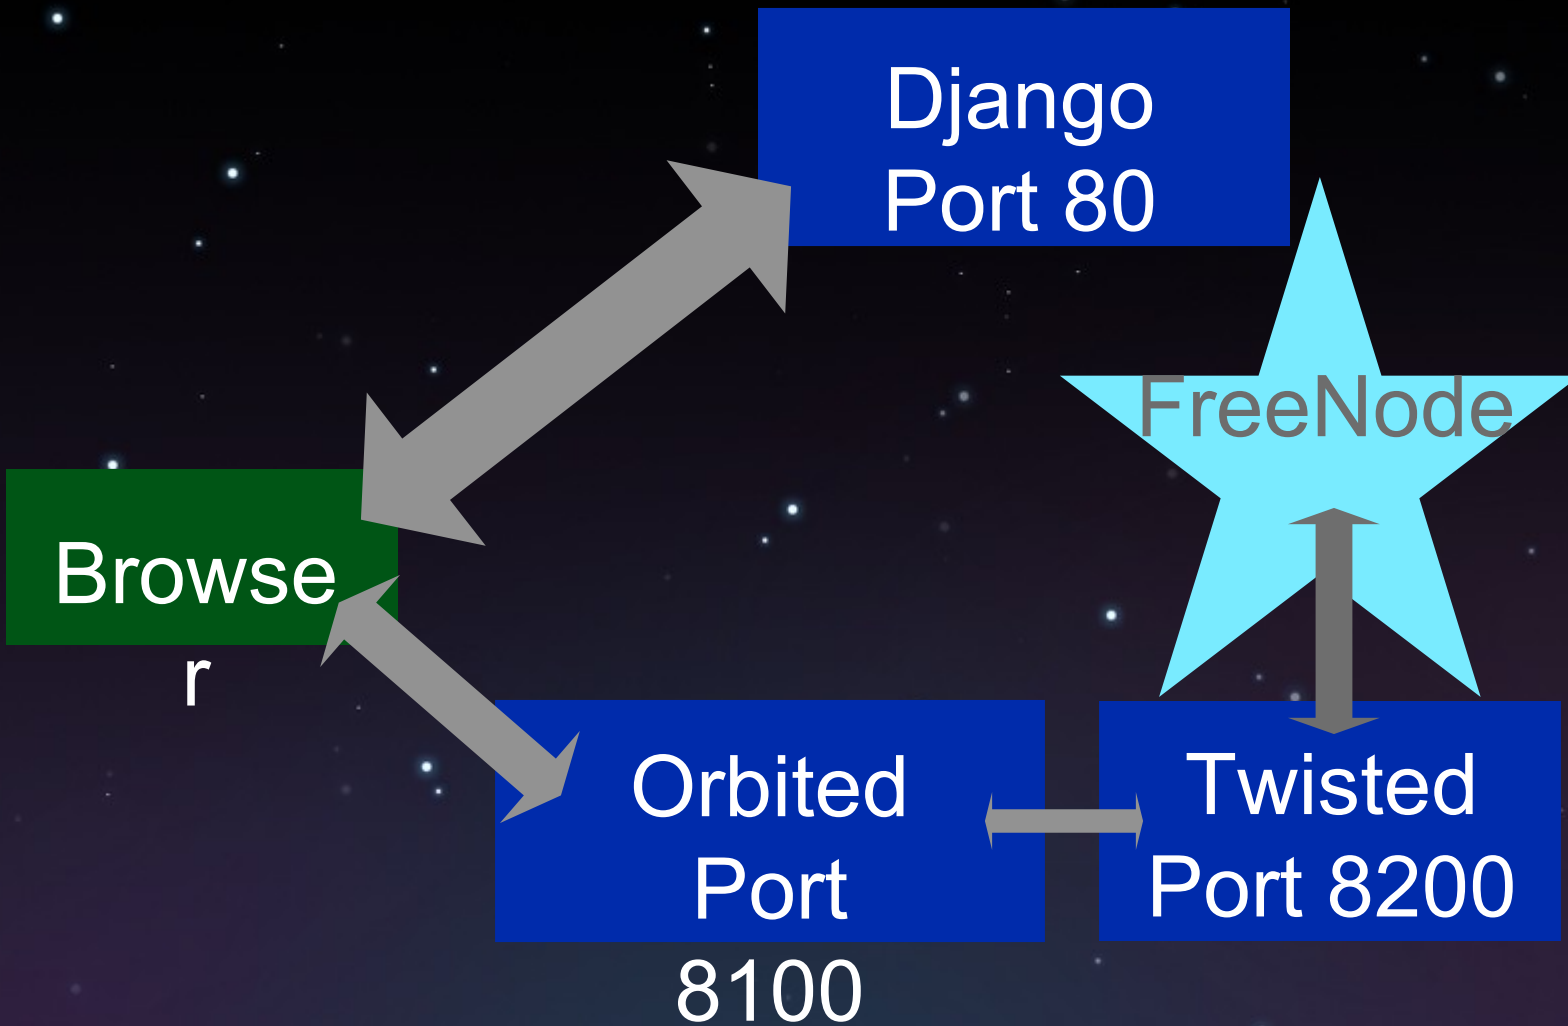 Django
Port 80
FreeNode
Browse
r
Orbited
Port
8100
Twisted
Port 8200